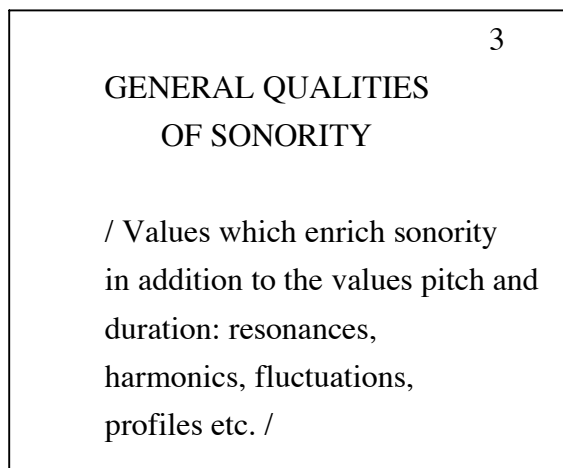 3
GENERAL QUALITIES
OF SONORITY
/ Values which enrich sonority
in addition to the values pitch and
duration: resonances,
harmonics, fluctuations,
profiles etc. /